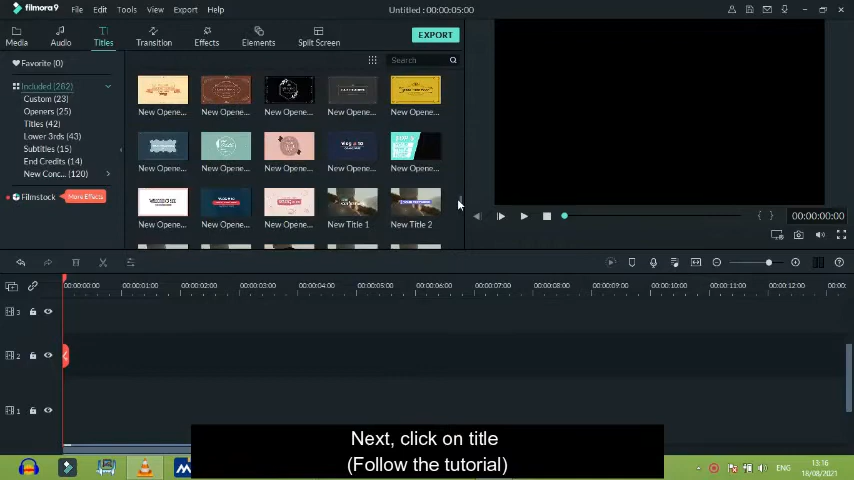 filmora9 File Edit Tools View Export Help Untitled : 00:00:05:00
Media Audio Titles Transition Effects Elements Split Screen EXPORT
Favorite (0) Search
Included (282)
Custom (23)
Openers (25)
Titles (42)
Lower 3rds (43)
Subtitles (15)
End Credits (14)
New Conc... (120)
Filmstock More Effects
New Opene... New Opene... New Opene... New Opene... New Opene...
New Opene... New Opene... New Opene... New Opene... New Opene...
New Opene... New Opene... New Opene... New Title 1 New Title 2
{ } 00:00:00:00
00:00:00:00 00:00:01:00 00:00:02:00 00:00:03:00 00:00:04:00 00:00:05:00 00:00:06:00 00:00:07:00 00:00:08:00 00:00:09:00 00:00:10:00 00:00:11:00 00:00:12:00 00:00:
3
2
1
Next, click on title
(Follow the tutorial)
ENG 13:16
18/08/2021